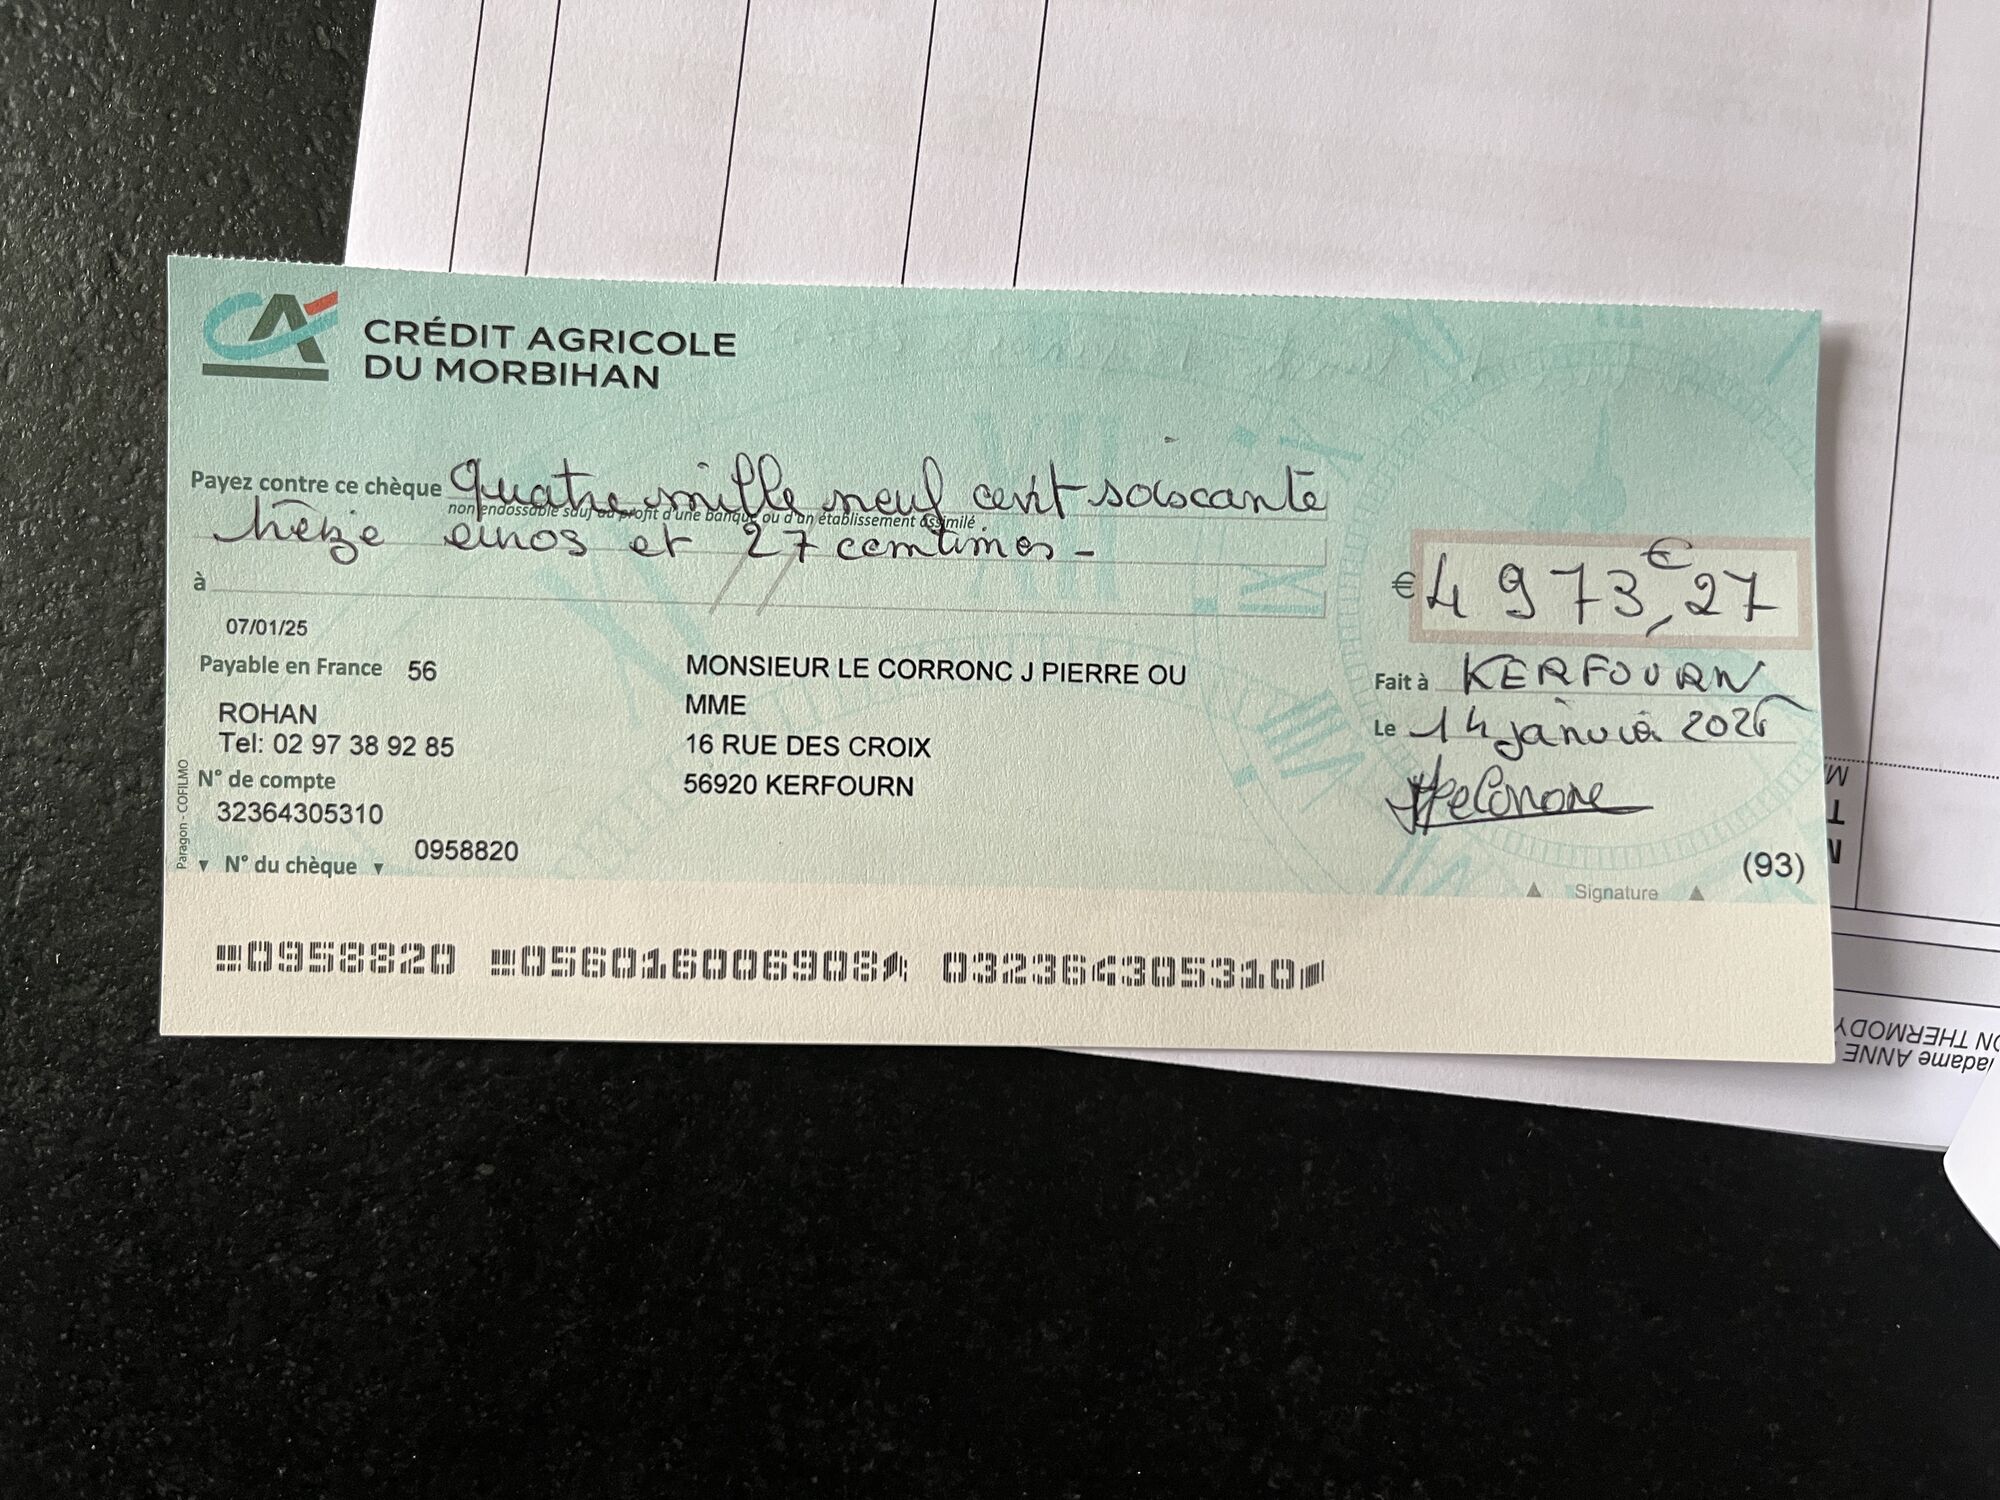 CRÉDIT AGRICOLE
DU MORBIHAN
Payez contre ce chèque quatre mille neuf cent soixante
non endossable sauf au profit d'une banque ou d'un établissement assimilé
treize euros et 27 centimes -
€ 4 973,€27
à
07/01/25
Payable en France 56
ROHAN
Tel: 02 97 38 92 85
N° de compte
32364305310
N° du chèque 0958820
Paragon - COFILMO
MONSIEUR LE CORRONC J PIERRE OU
MME
16 RUE DES CROIX
56920 KERFOURN
Fait à KERFOURN
Le 14 janvier 2026
(93)
Signature
0958820 056016006908 032364305310
ON THERMODY
adame ANNE